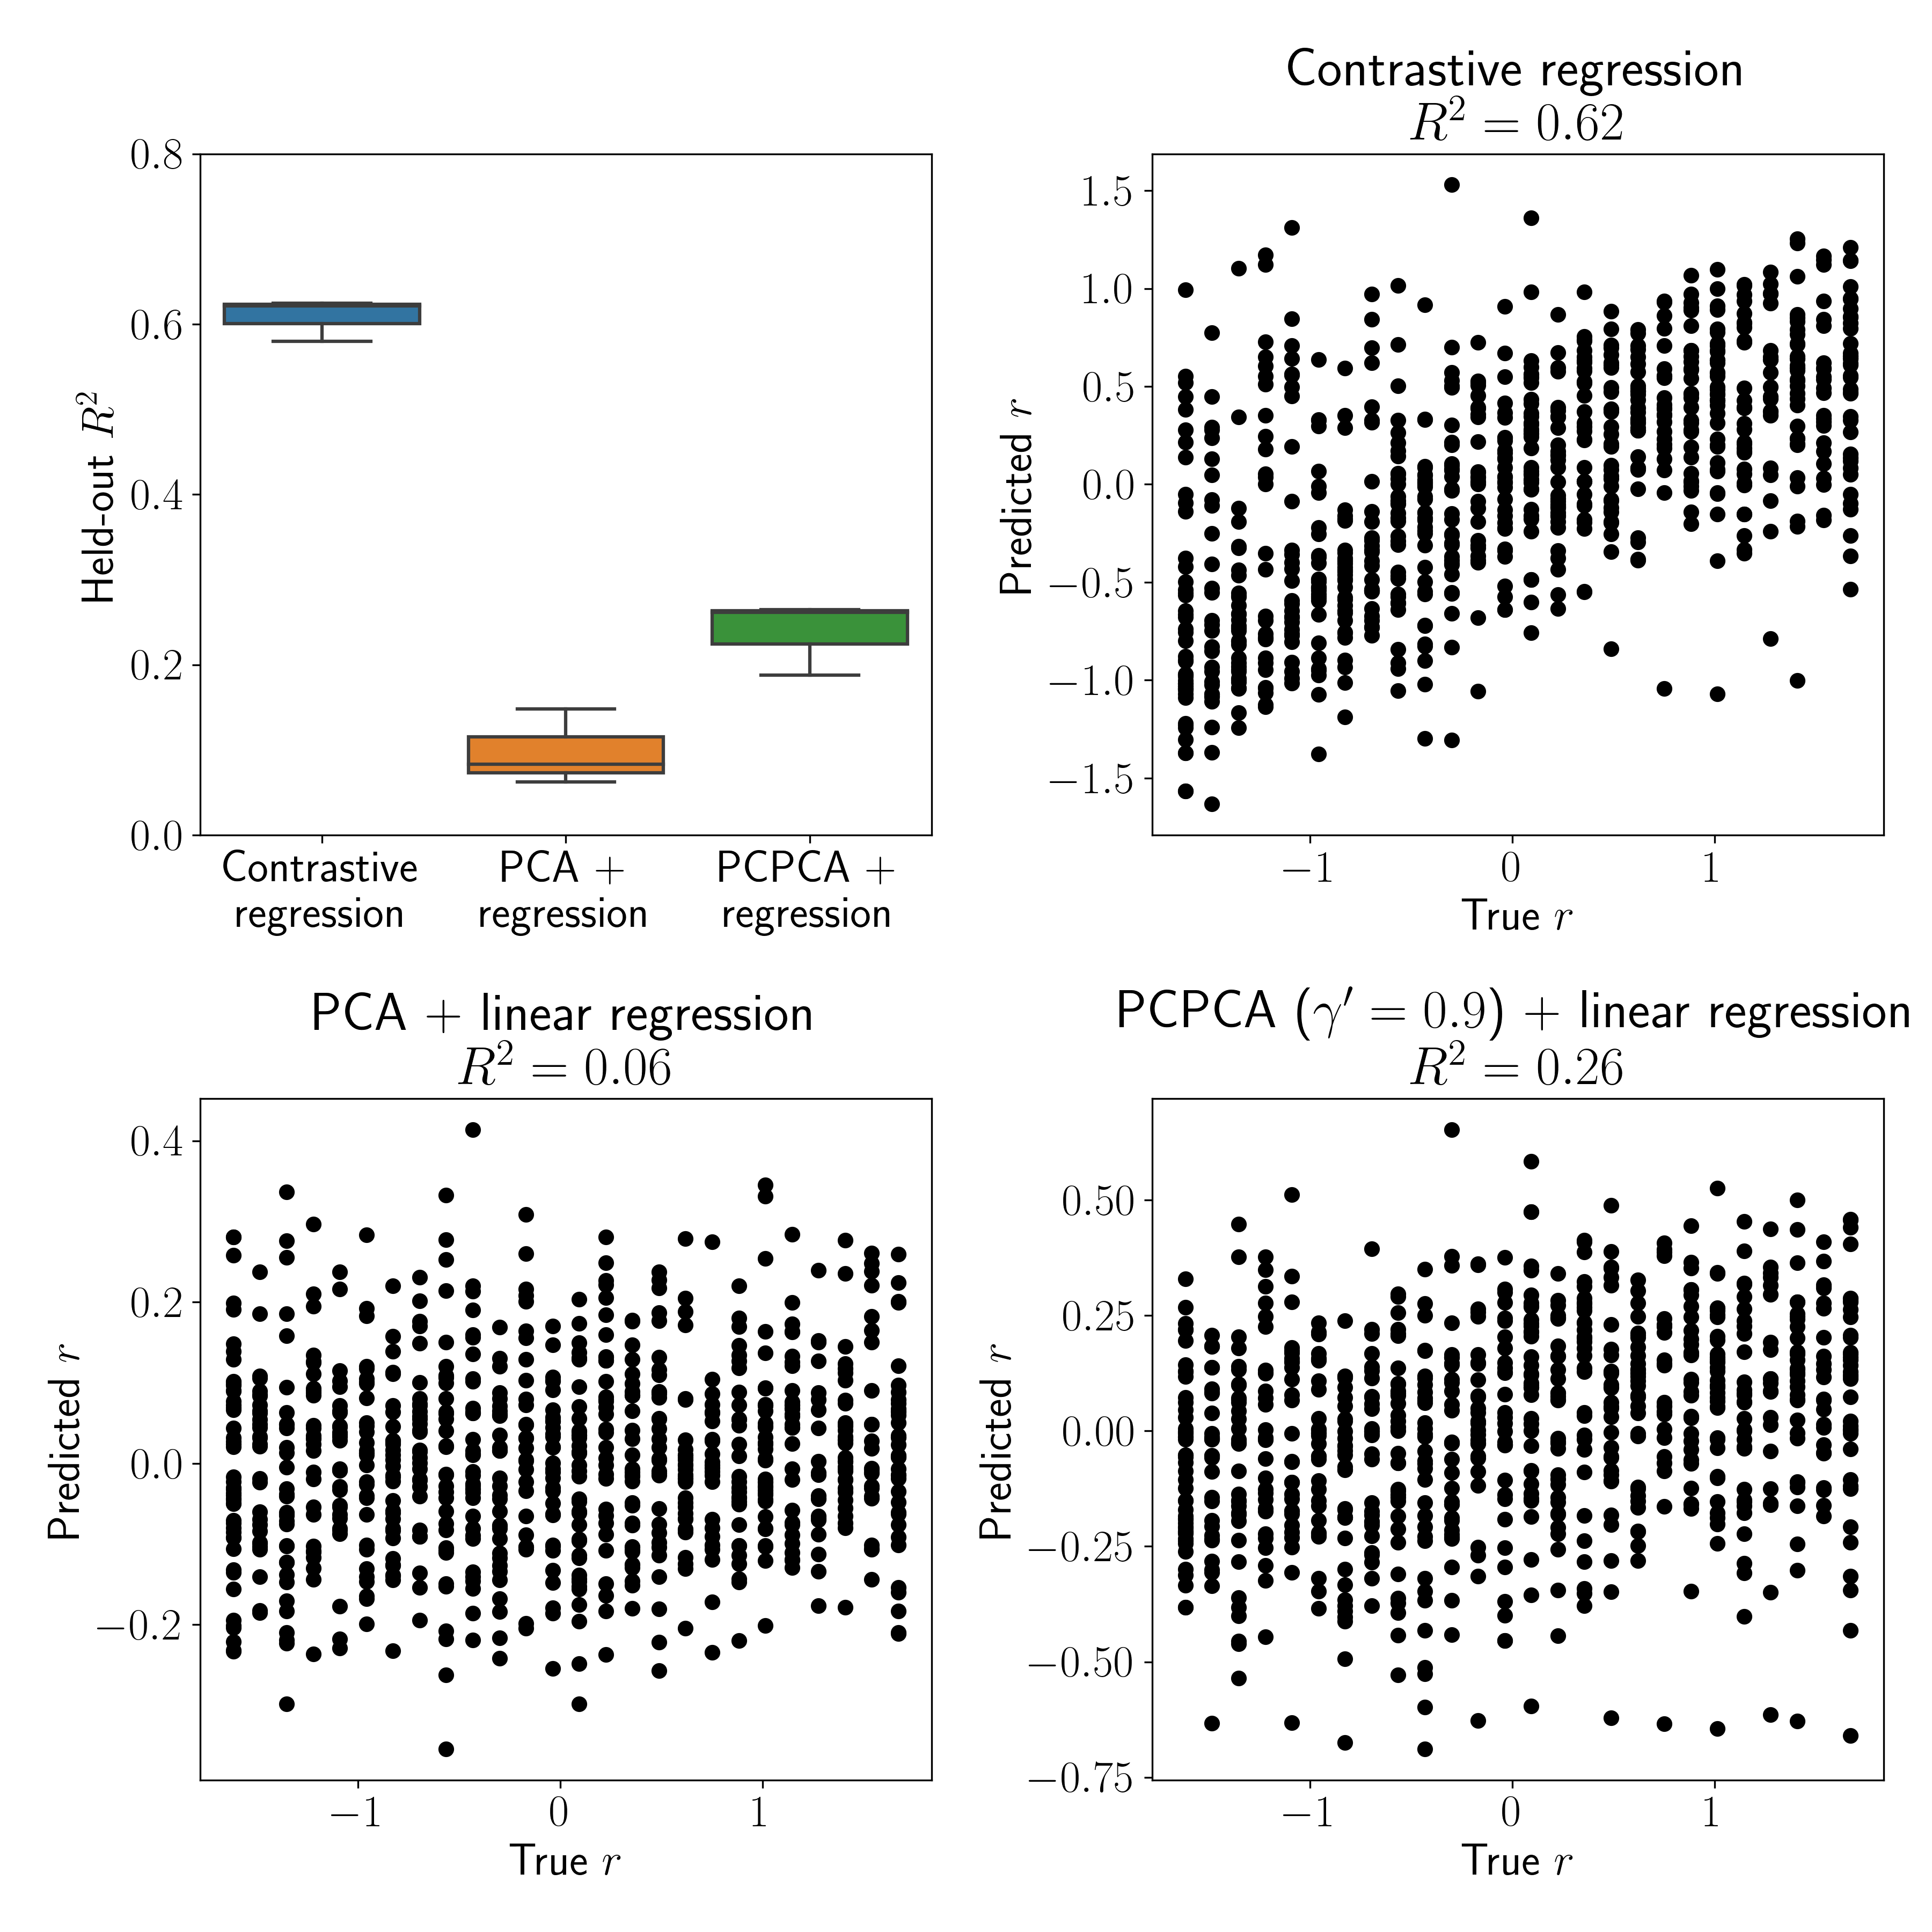 0.8
0.6
0.4
0.2
0.0
Held-out R²
Contrastive
regression
PCA +
regression
PCPCA +
regression
Contrastive regression
R² = 0.62
1.5
1.0
0.5
0.0
−0.5
−1.0
−1.5
Predicted r
−1 0 1
True r
PCA + linear regression
R² = 0.06
0.4
0.2
0.0
−0.2
Predicted r
−1 0 1
True r
PCPCA (γ′ = 0.9) + linear regression
R² = 0.26
0.50
0.25
0.00
−0.25
−0.50
−0.75
Predicted r
−1 0 1
True r